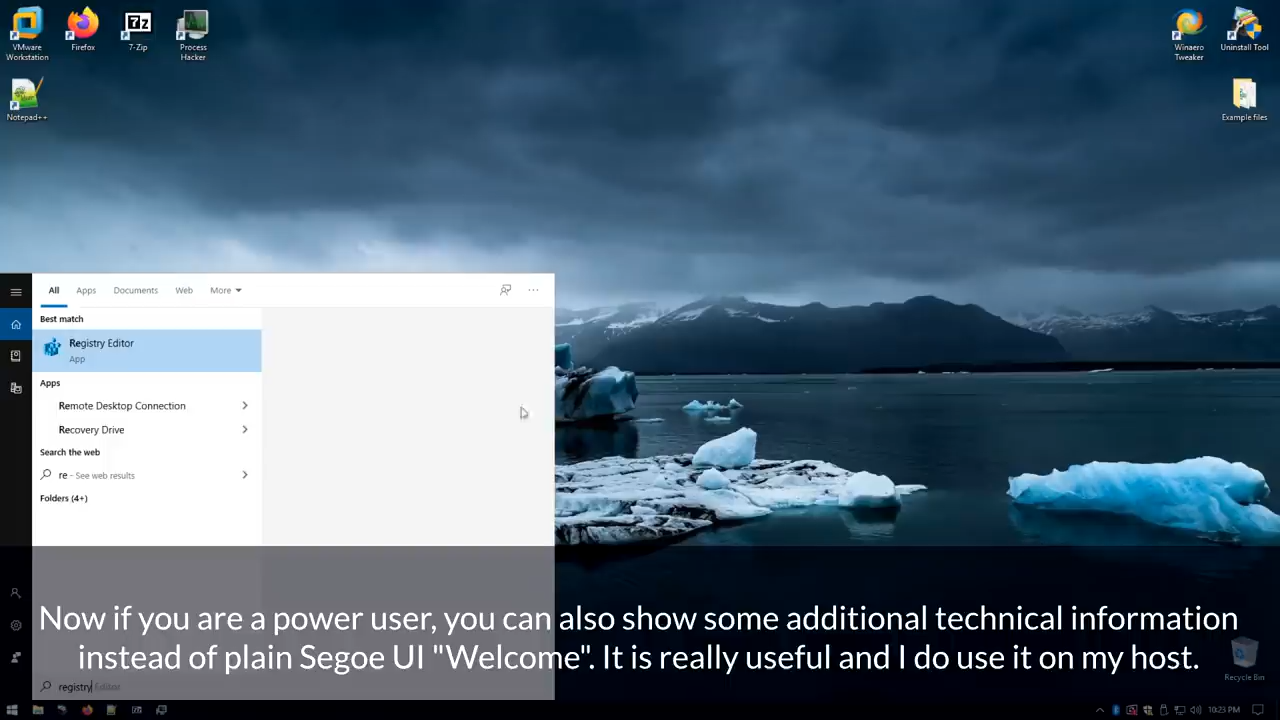 VMware
Workstation
Firefox
7-Zip
Process
Hacker
Notepad++
Winaero
Tweaker
Uninstall Tool
Example files
All Apps Documents Web More
Best match
Registry Editor
App
Apps
Remote Desktop Connection
Recovery Drive
Search the web
re - See web results
Folders (4+)
Now if you are a power user, you can also show some additional technical information
instead of plain Segoe UI "Welcome". It is really useful and I do use it on my host.
Recycle Bin
registry Editor
10:23 PM